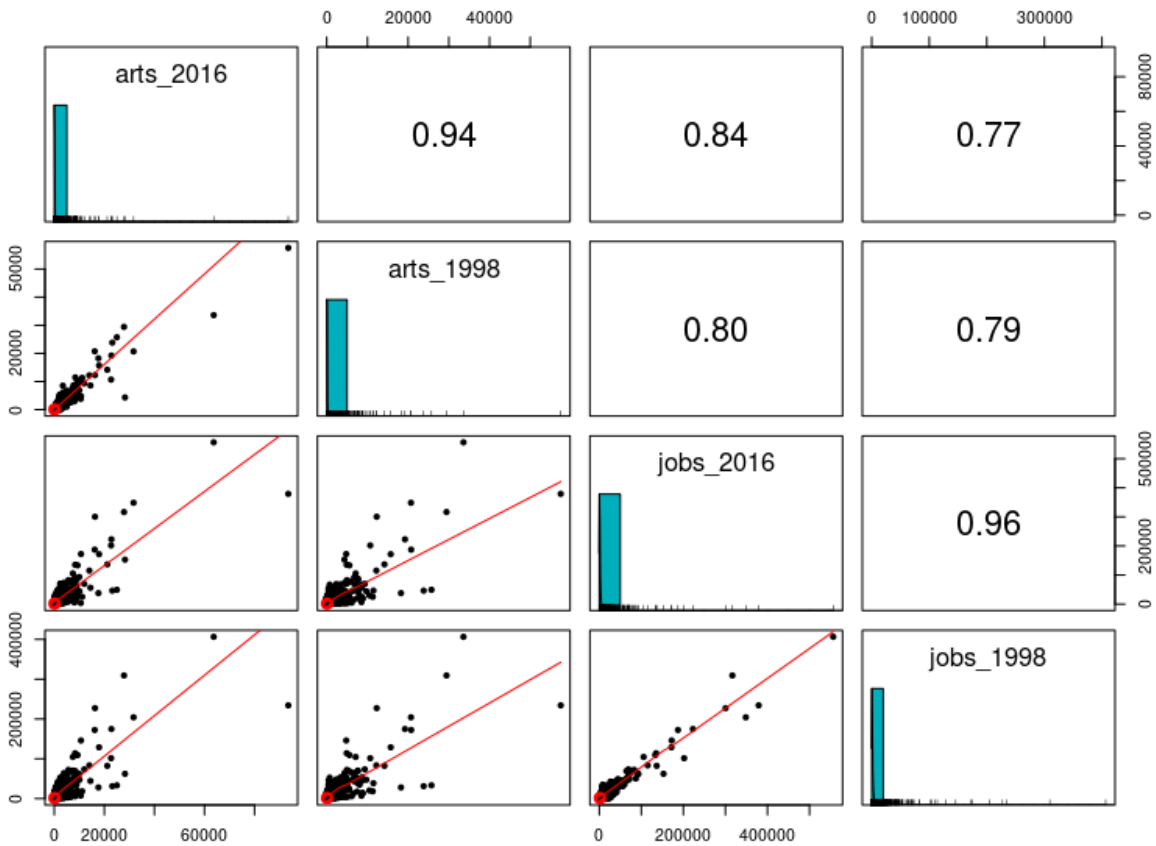 0 20000 40000 0 100000 300000
arts_2016 0.94 0.84 0.77 0 40000 80000
0 20000 50000 arts_1998 0.80 0.79
jobs_2016 0.96 0 200000 500000
0 200000 400000 jobs_1998
0 20000 60000 0 200000 400000